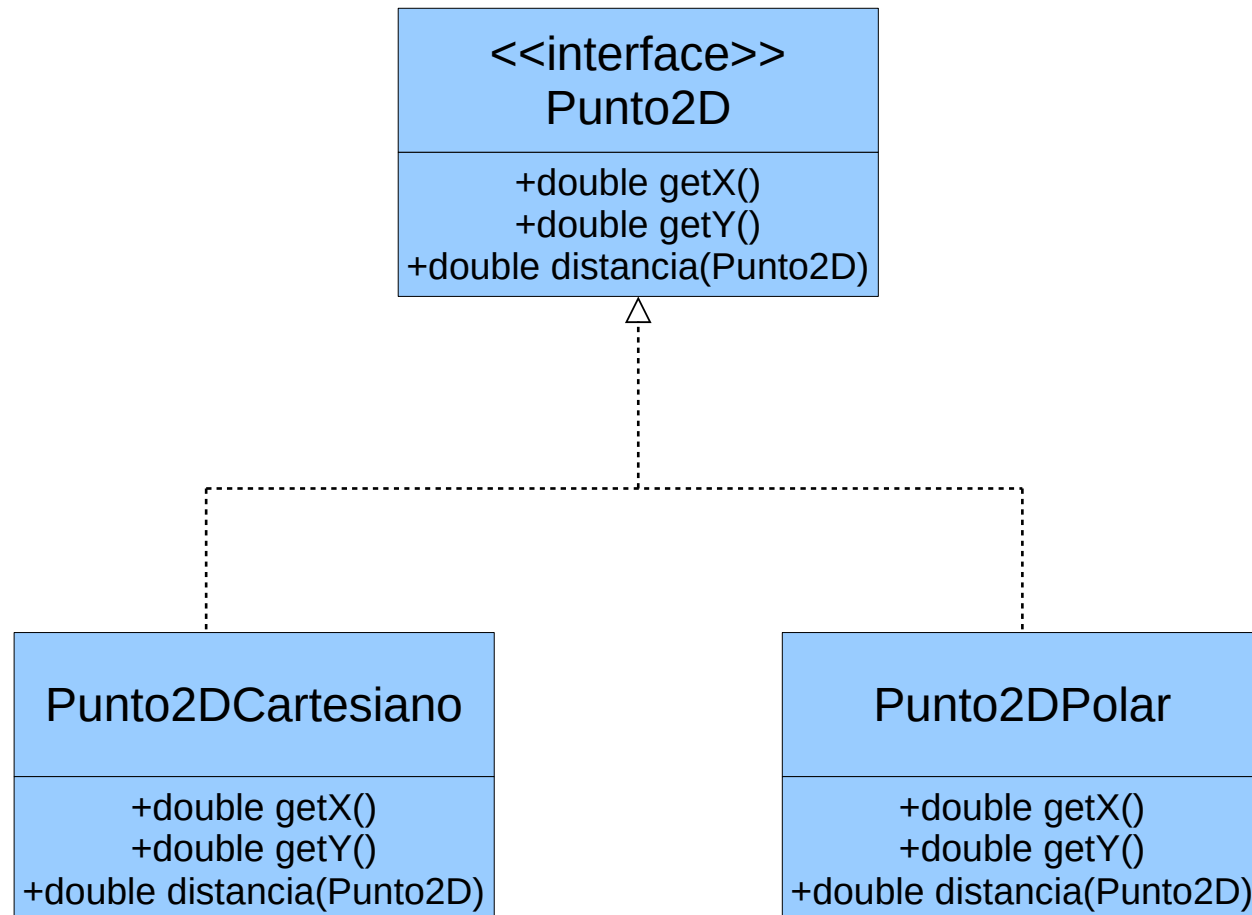 <<interface>>
Punto2D
+double getX()
+double getY()
+double distancia(Punto2D)
Punto2DCartesiano
+double getX()
+double getY()
+double distancia(Punto2D)
Punto2DPolar
+double getX()
+double getY()
+double distancia(Punto2D)